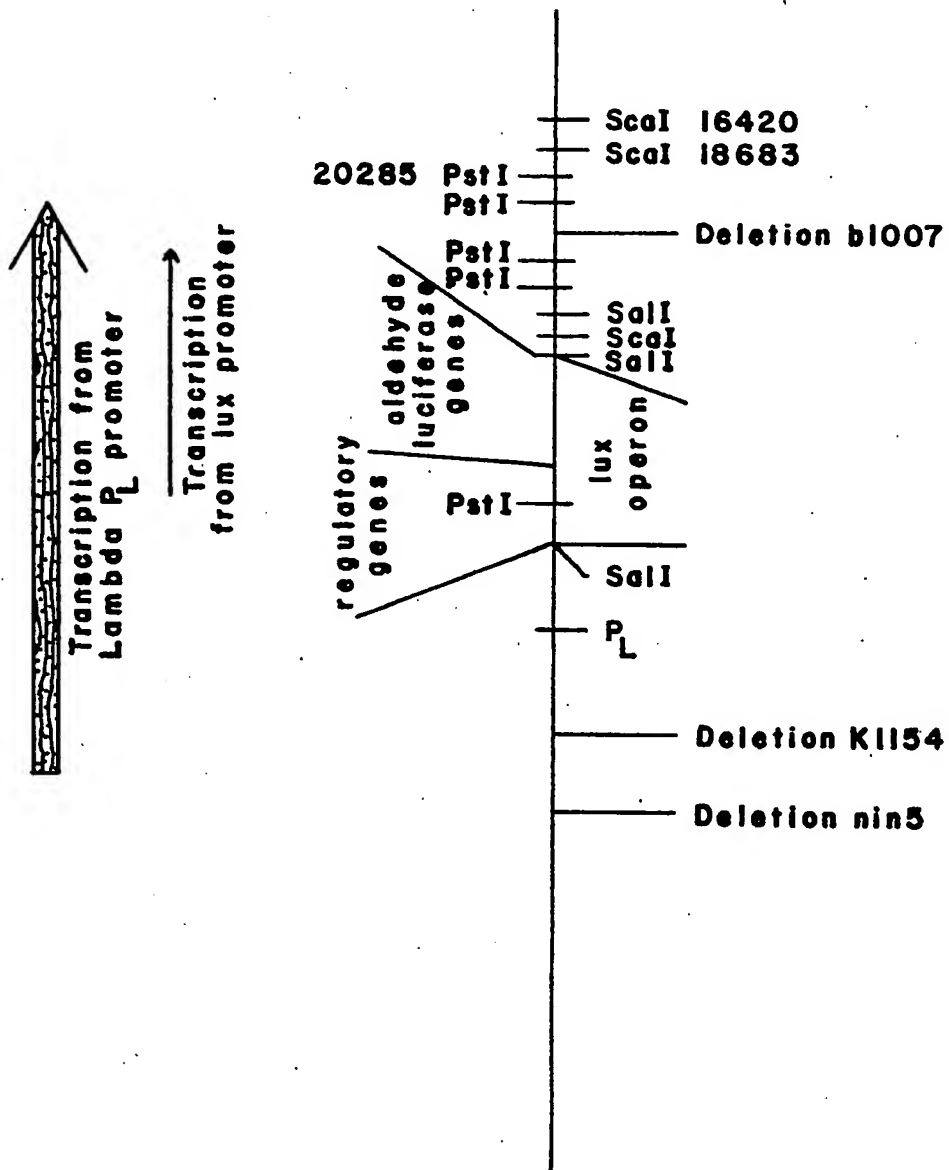 ScaI 16420
ScaI 18683
20285 PstI
PstI
Deletion b1007
PstI
PstI
SalI
ScaI
SalI
aldehyde
luciferase
genes
lux
operon
Transcription from
Lambda PL promoter
Transcription
from lux promoter
regulatory
genes
PstI
SalI
PL
Deletion K1154
Deletion nin5